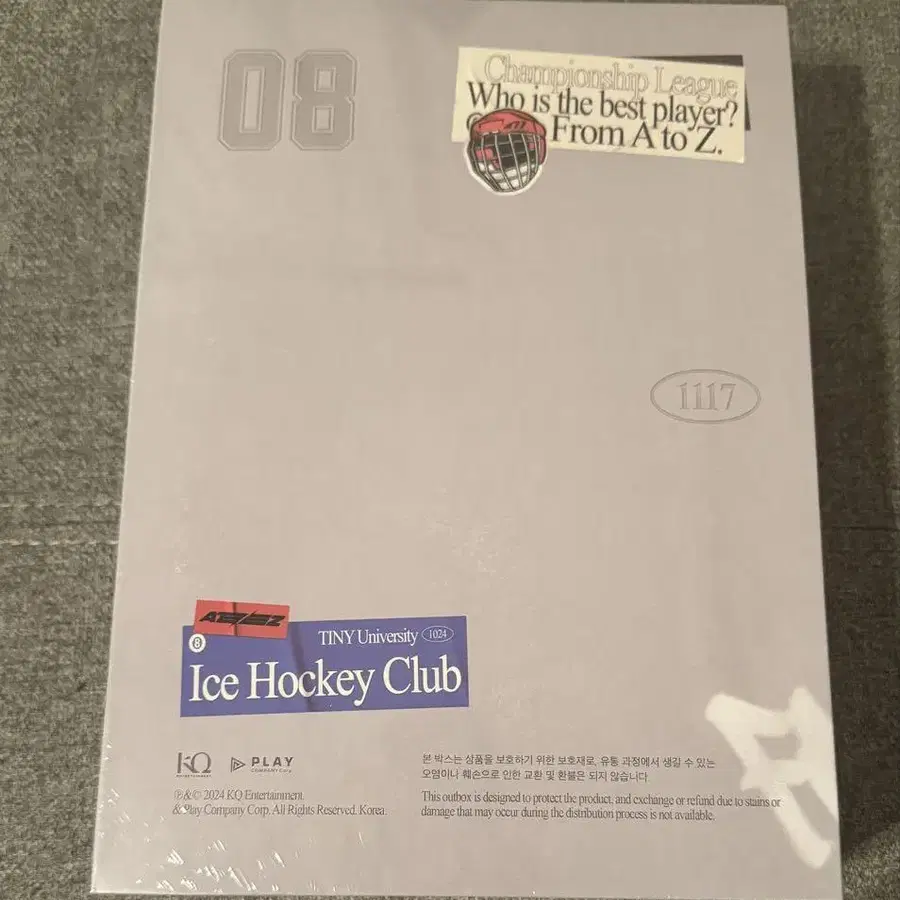 08
Championship League
Who is the best player?
From A to Z.
1117
ATEEZ
8
TINY University 1024
Ice Hockey Club
KQ
ENTERTAINMENT
PLAY
COMPANY Corp.
본 박스는 상품을 보호하기 위한 보호재로, 유통 과정에서 생길 수 있는
오염이나 훼손으로 인한 교환 및 환불은 되지 않습니다.
℗&© 2024 KQ Entertainment.
& Play Company Corp. All Rights Reserved. Korea.
This outbox is designed to protect the product, and exchange or refund due to stains or
damage that may occur during the distribution process is not available.
8